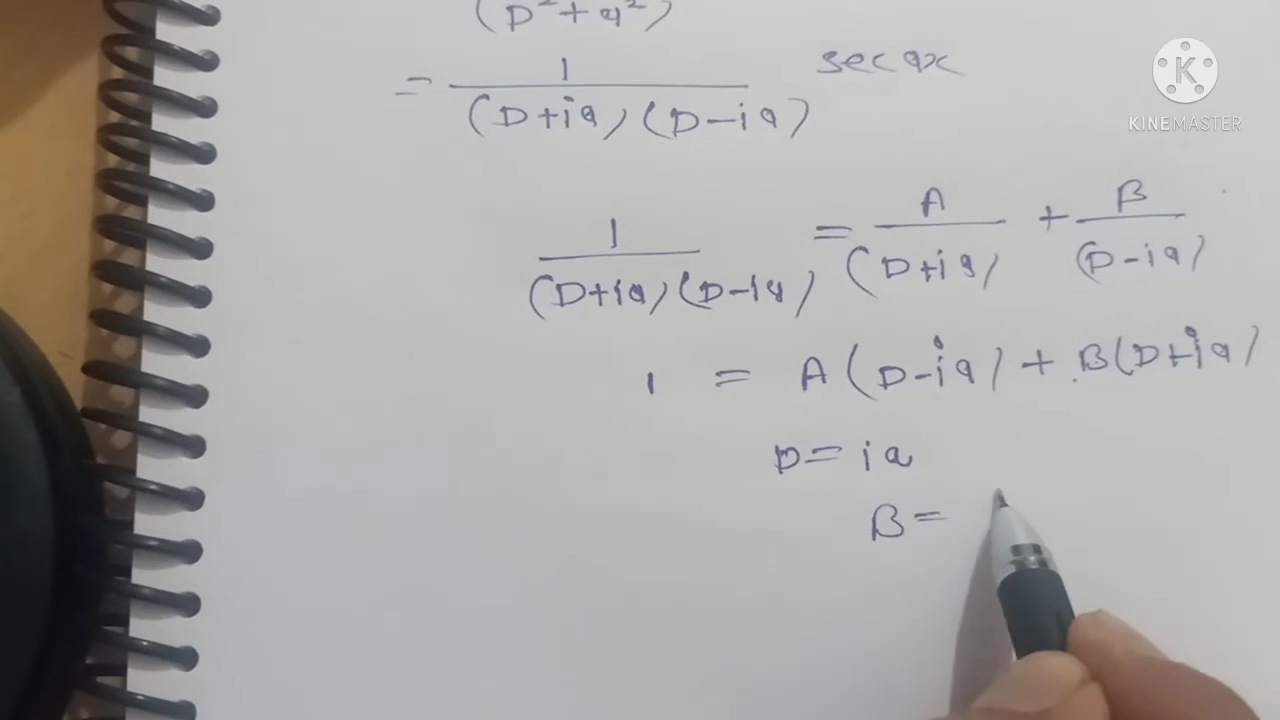 (D²+a²)
= 1/((D+ia)(D-ia)) sec ax
1/((D+ia)(D-ia)) = A/(D+ia) + B/(D-ia)
1 = A(D-ia) + B(D+ia)
D = ia
B =
K
KINEMASTER